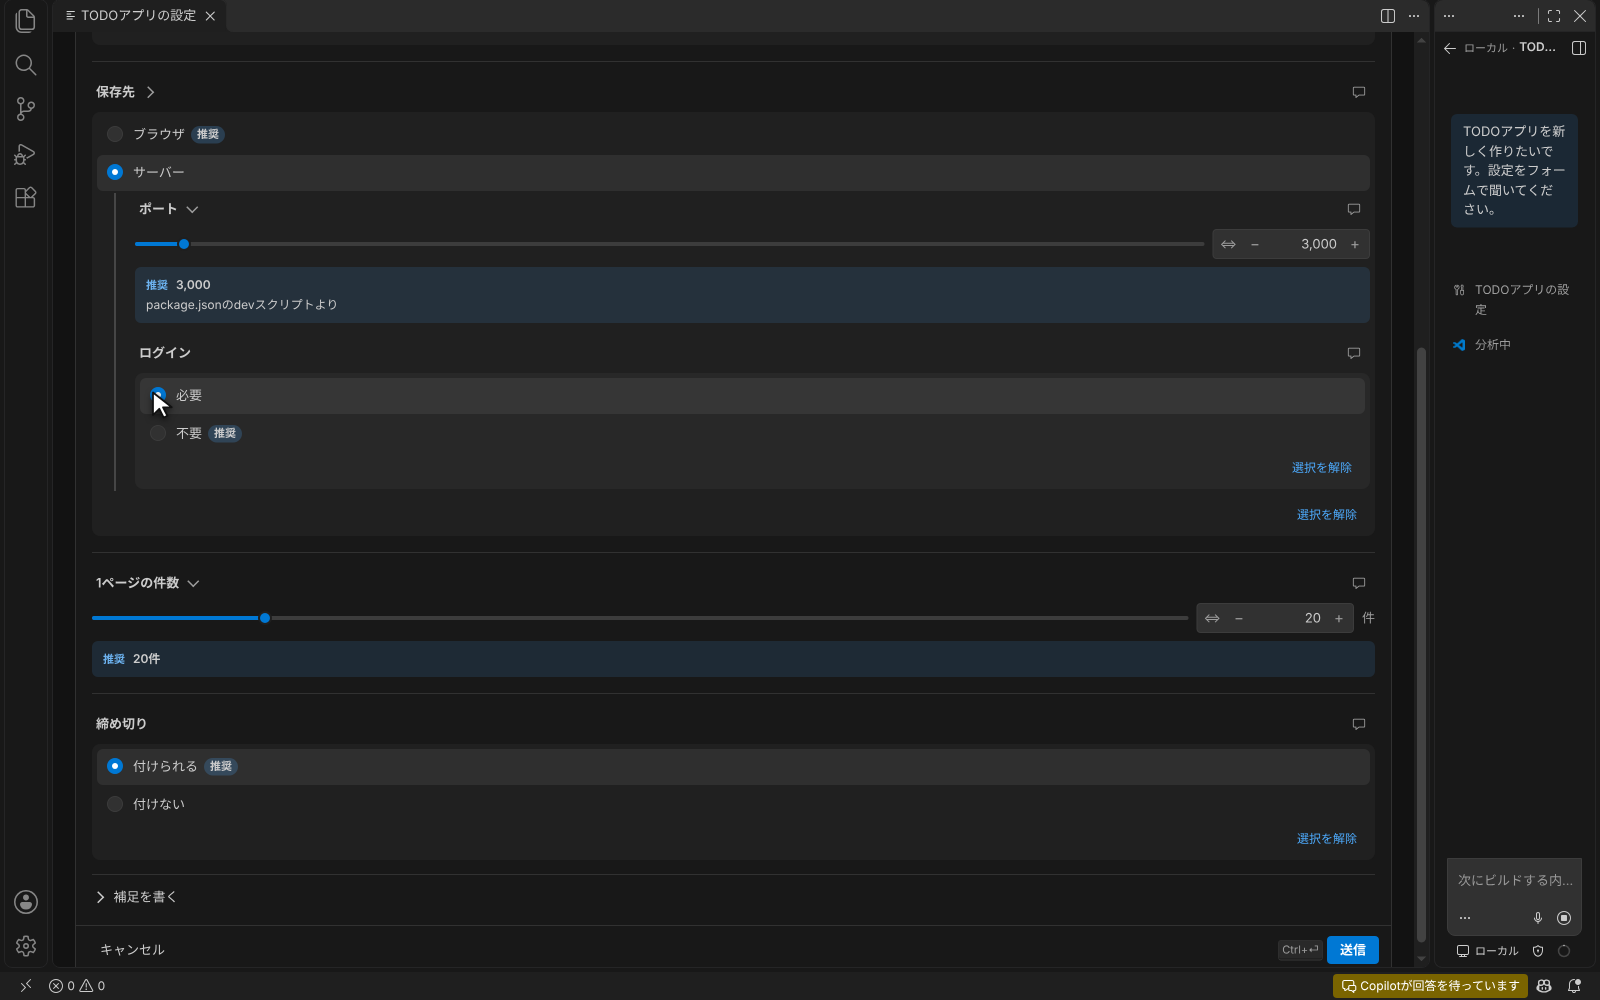 TODOアプリの設定
ローカル · TOD...
保存先
ブラウザ 推奨
サーバー
ポート
3,000
推奨 3,000
package.jsonのdevスクリプトより
ログイン
必要
不要 推奨
選択を解除
選択を解除
1ページの件数
20 件
推奨 20件
締め切り
付けられる 推奨
付けない
選択を解除
補足を書く
キャンセル
Ctrl+⏎ 送信
TODOアプリを新
しく作りたいで
す。設定をフォー
ムで聞いてくだ
さい。
TODOアプリの設
定
分析中
次にビルドする内...
ローカル
0 0
Copilotが回答を待っています